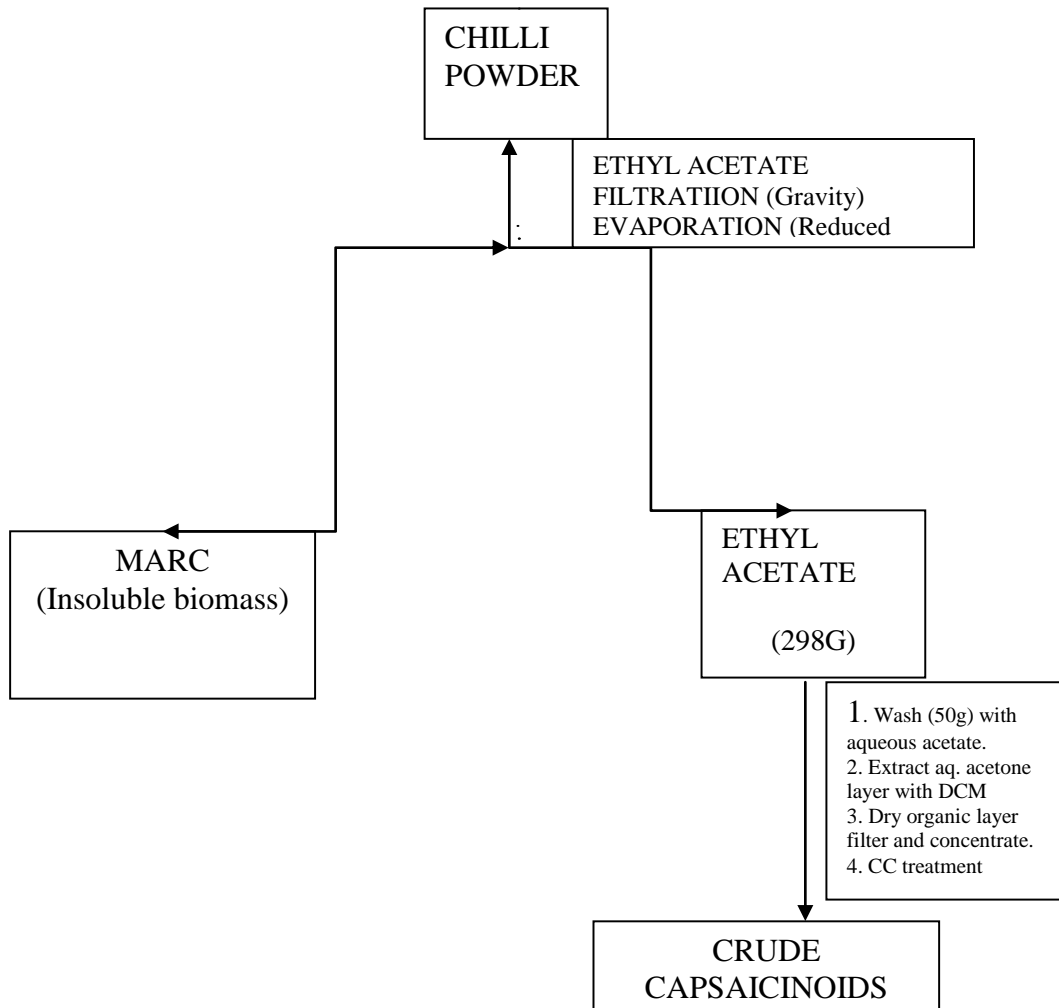 CHILLI
POWDER
ETHYL ACETATE
FILTRATIION (Gravity)
EVAPORATION (Reduced
:
MARC
(Insoluble biomass)
ETHYL
ACETATE
(298G)
1. Wash (50g) with
aqueous acetate.
2. Extract aq. acetone
layer with DCM
3. Dry organic layer
filter and concentrate.
4. CC treatment
CRUDE
CAPSAICINOIDS